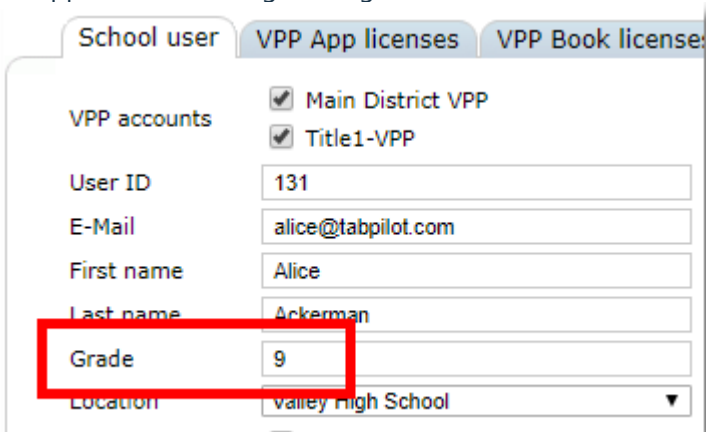 School user VPP App licenses VPP Book license
VPP accounts
Main District VPP
Title1-VPP
User ID 131
E-Mail alice@tabpilot.com
First name Alice
Last name Ackerman
Grade 9
Location Valley High School